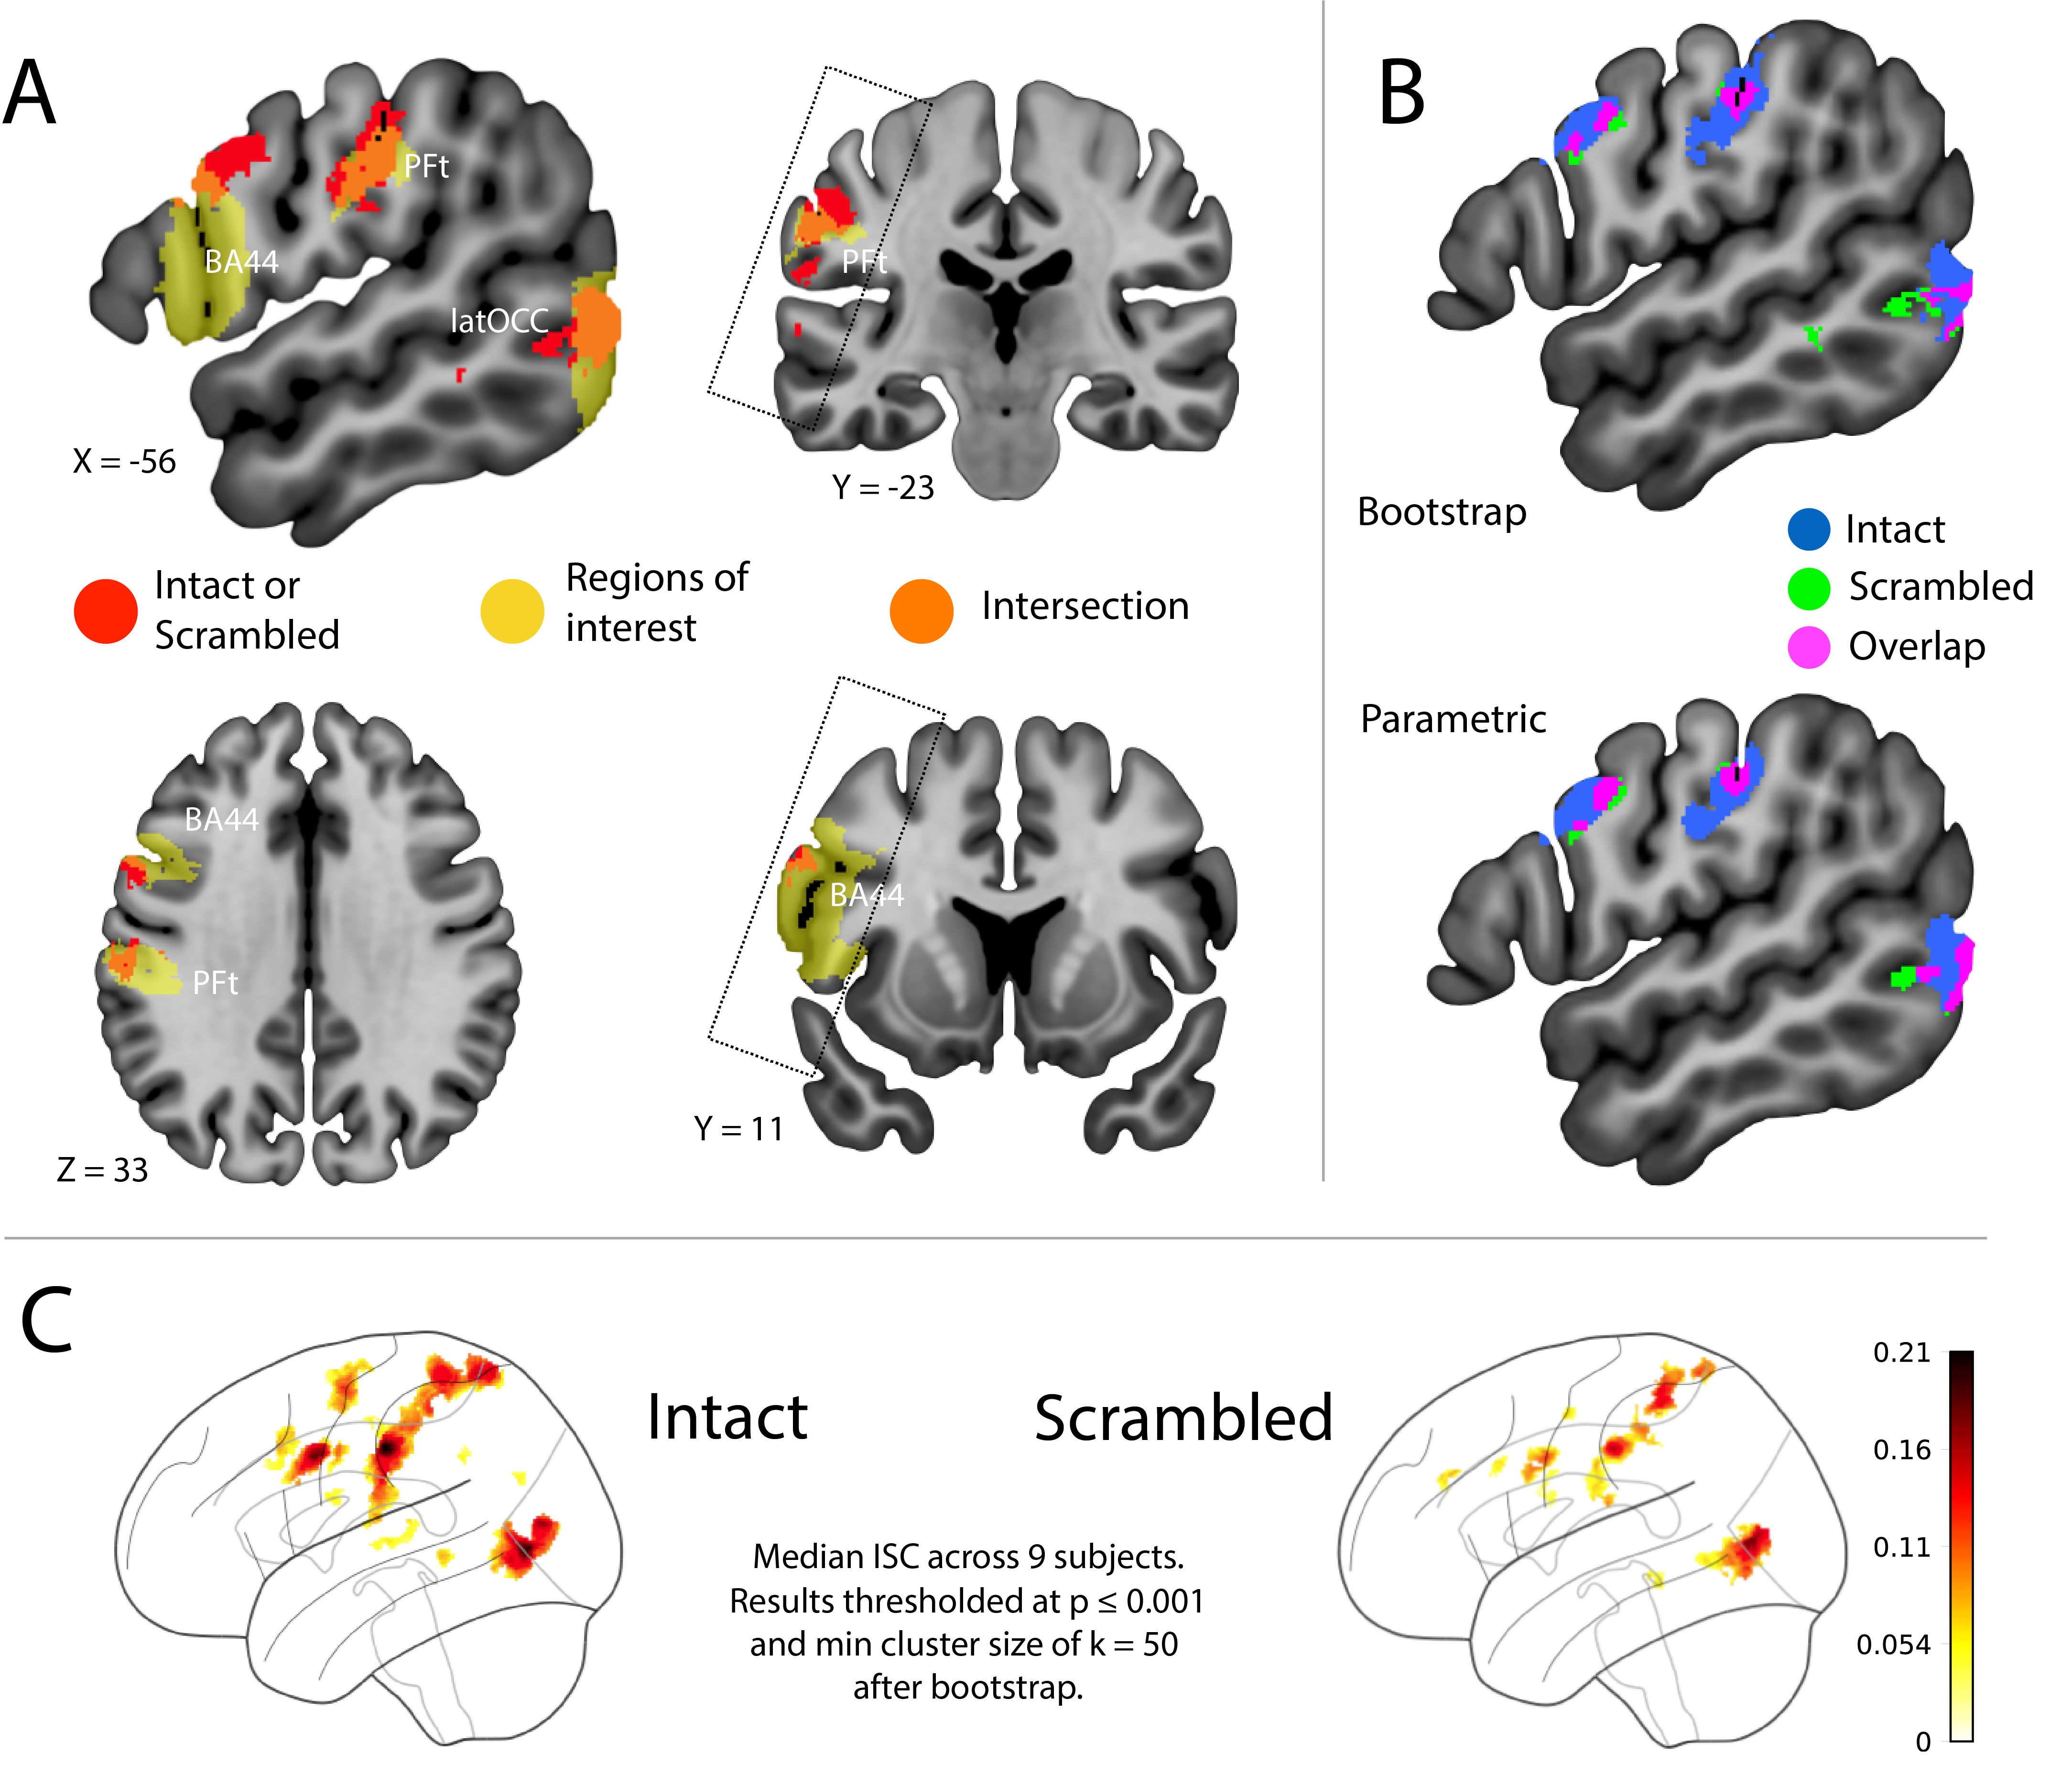 A
PFt
BA44
latOCC
X = -56
PFt
Y = -23
Intact or
Scrambled
Regions of
interest
Intersection
BA44
PFt
Z = 33
BA44
Y = 11
B
Bootstrap
Intact
Scrambled
Overlap
Parametric
C
Intact
Scrambled
Median ISC across 9 subjects.
Results thresholded at p ≤ 0.001
and min cluster size of k = 50
after bootstrap.
0.21
0.16
0.11
0.054
0